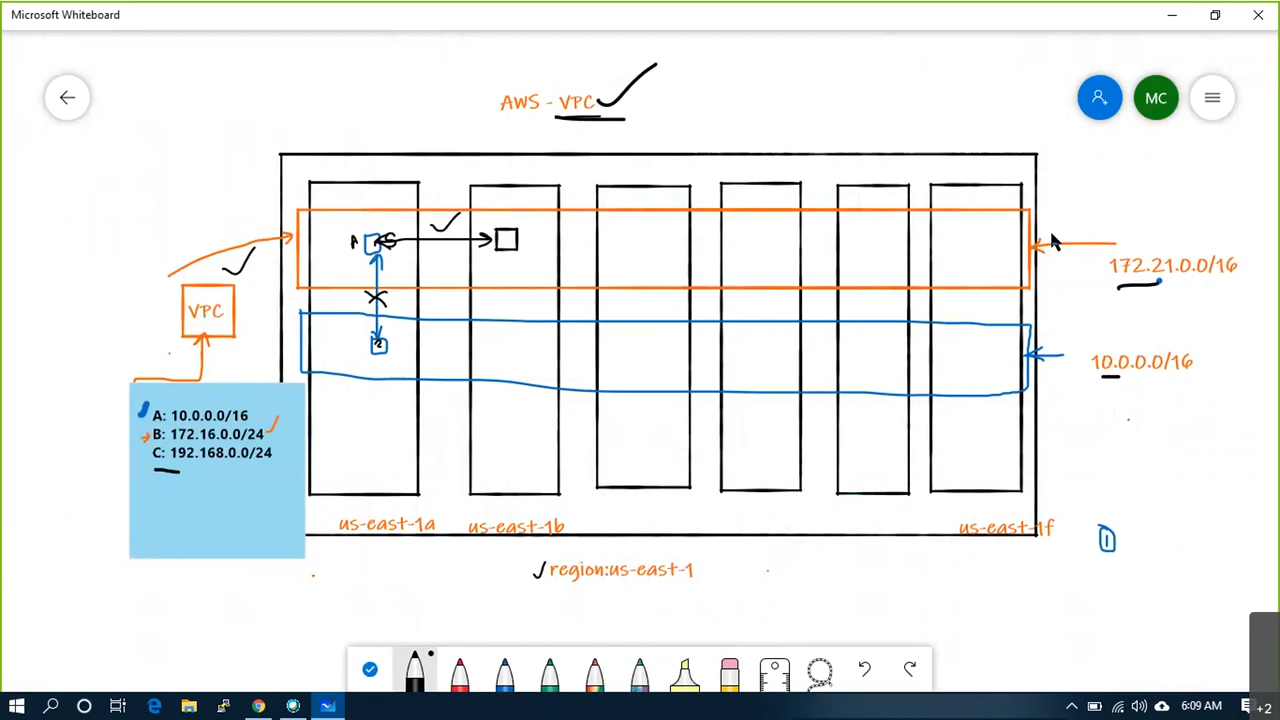 Microsoft Whiteboard
AWS - VPC
MC
VPC
172.21.0.0/16
10.0.0.0/16
A: 10.0.0.0/16
B: 172.16.0.0/24
C: 192.168.0.0/24
us-east-1a
us-east-1b
us-east-1f
region:us-east-1
1
6:09 AM
+2